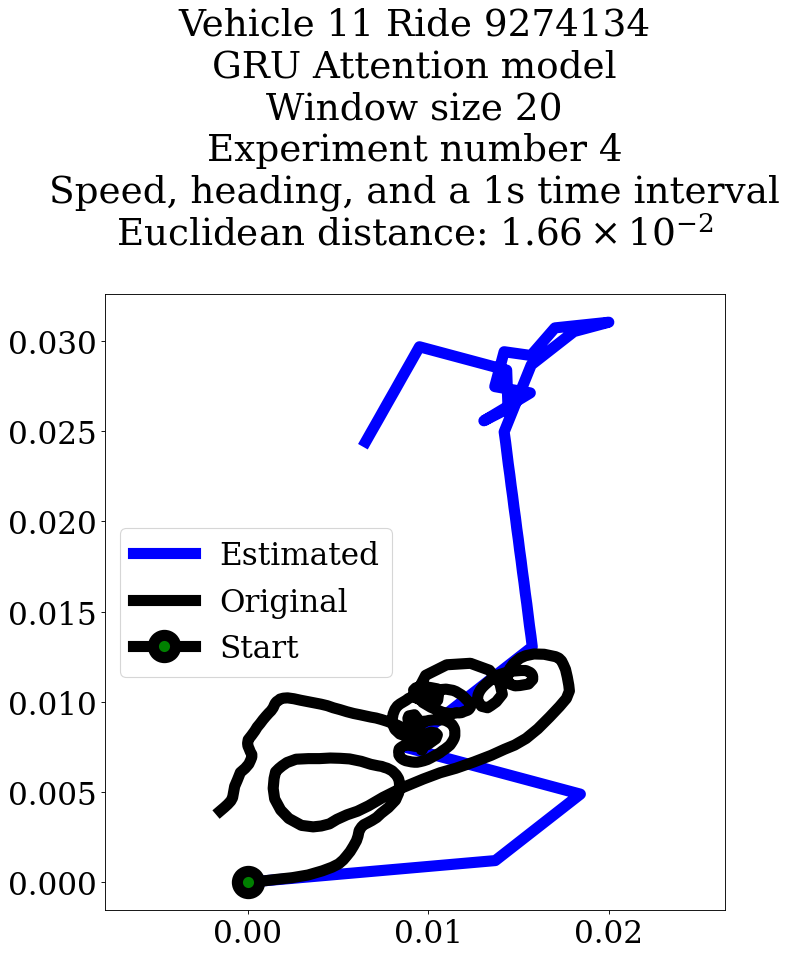 Vehicle 11 Ride 9274134
GRU Attention model
Window size 20
Experiment number 4
Speed, heading, and a 1s time interval
Euclidean distance: 1.66 × 10⁻²
0.030
0.025
0.020
0.015
0.010
0.005
0.000
Estimated
Original
Start
0.00 0.01 0.02